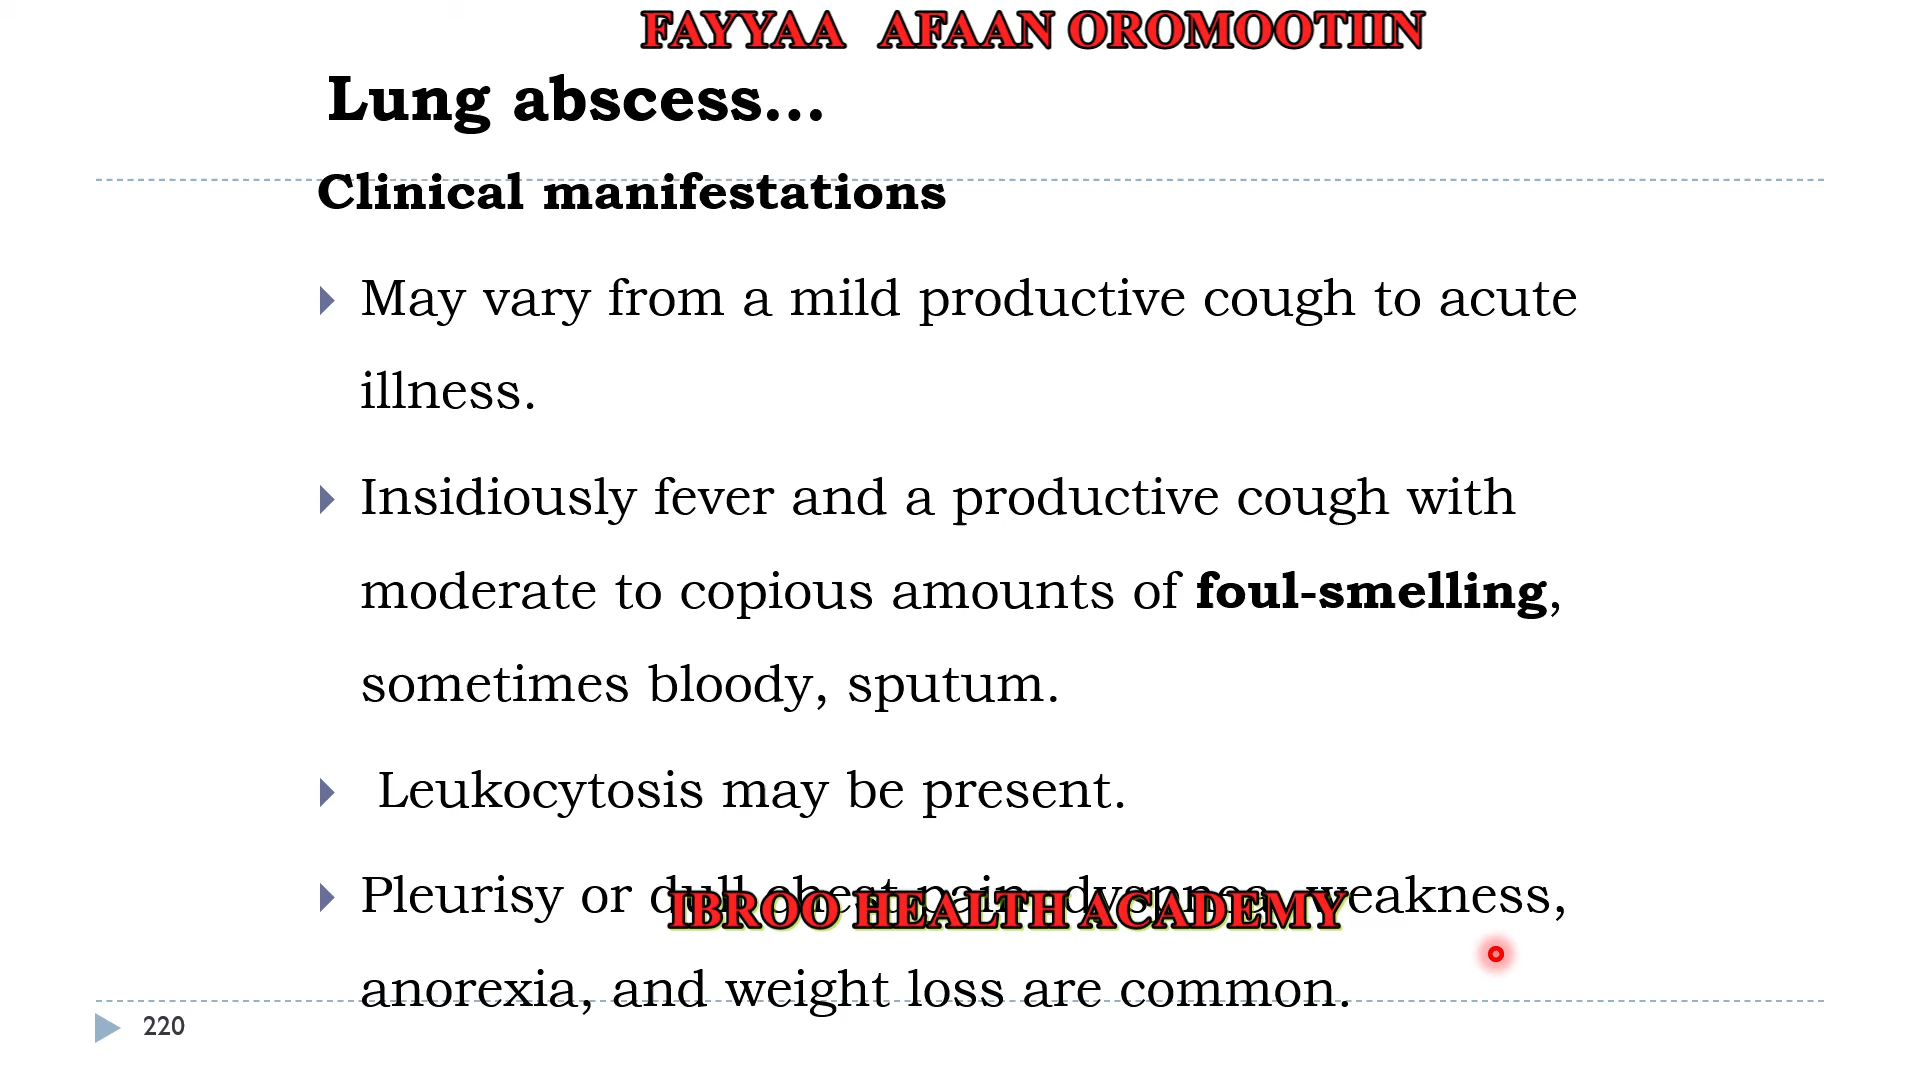 FAYYAA AFAAN OROMOOTIIN
Lung abscess…
Clinical manifestations
May vary from a mild productive cough to acute
illness.
Insidiously fever and a productive cough with
moderate to copious amounts of foul-smelling,
sometimes bloody, sputum.
Leukocytosis may be present.
Pleurisy or dull chest pain, dyspnea, weakness,
IBROO HEALTH ACADEMY
anorexia, and weight loss are common.
220